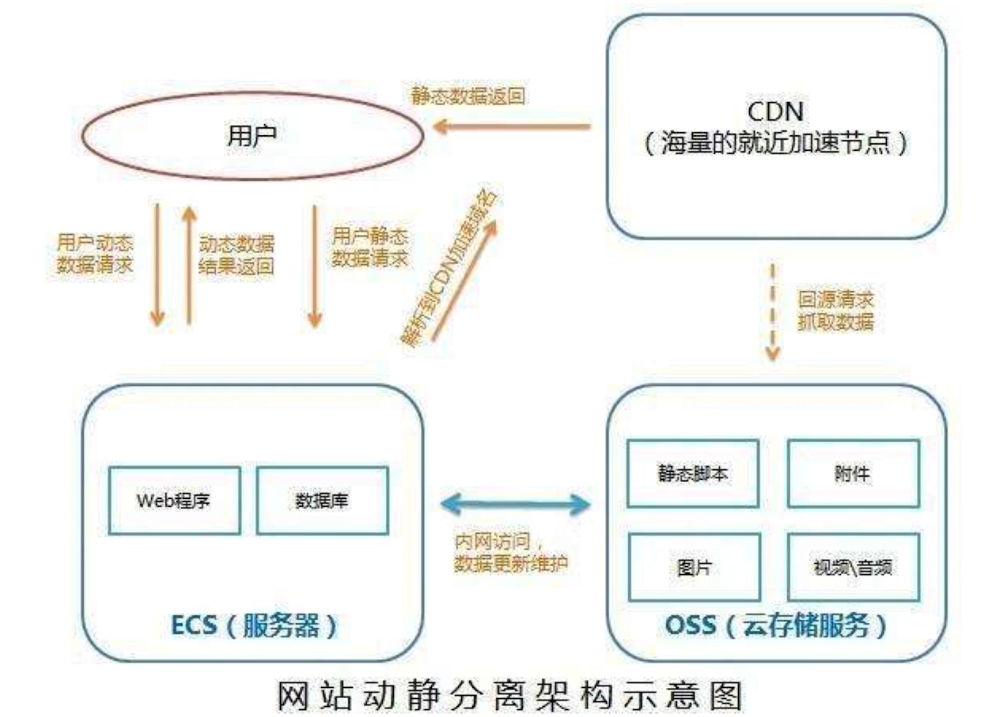 静态数据返回
用户
CDN
（海量的就近加速节点）
用户动态
数据请求
动态数据
结果返回
用户静态
数据请求
解析到CDN加速域名
回源请求
抓取数据
Web程序
数据库
ECS（服务器）
内网访问，
数据更新维护
静态脚本
附件
图片
视频\音频
OSS（云存储服务）
网站动静分离架构示意图